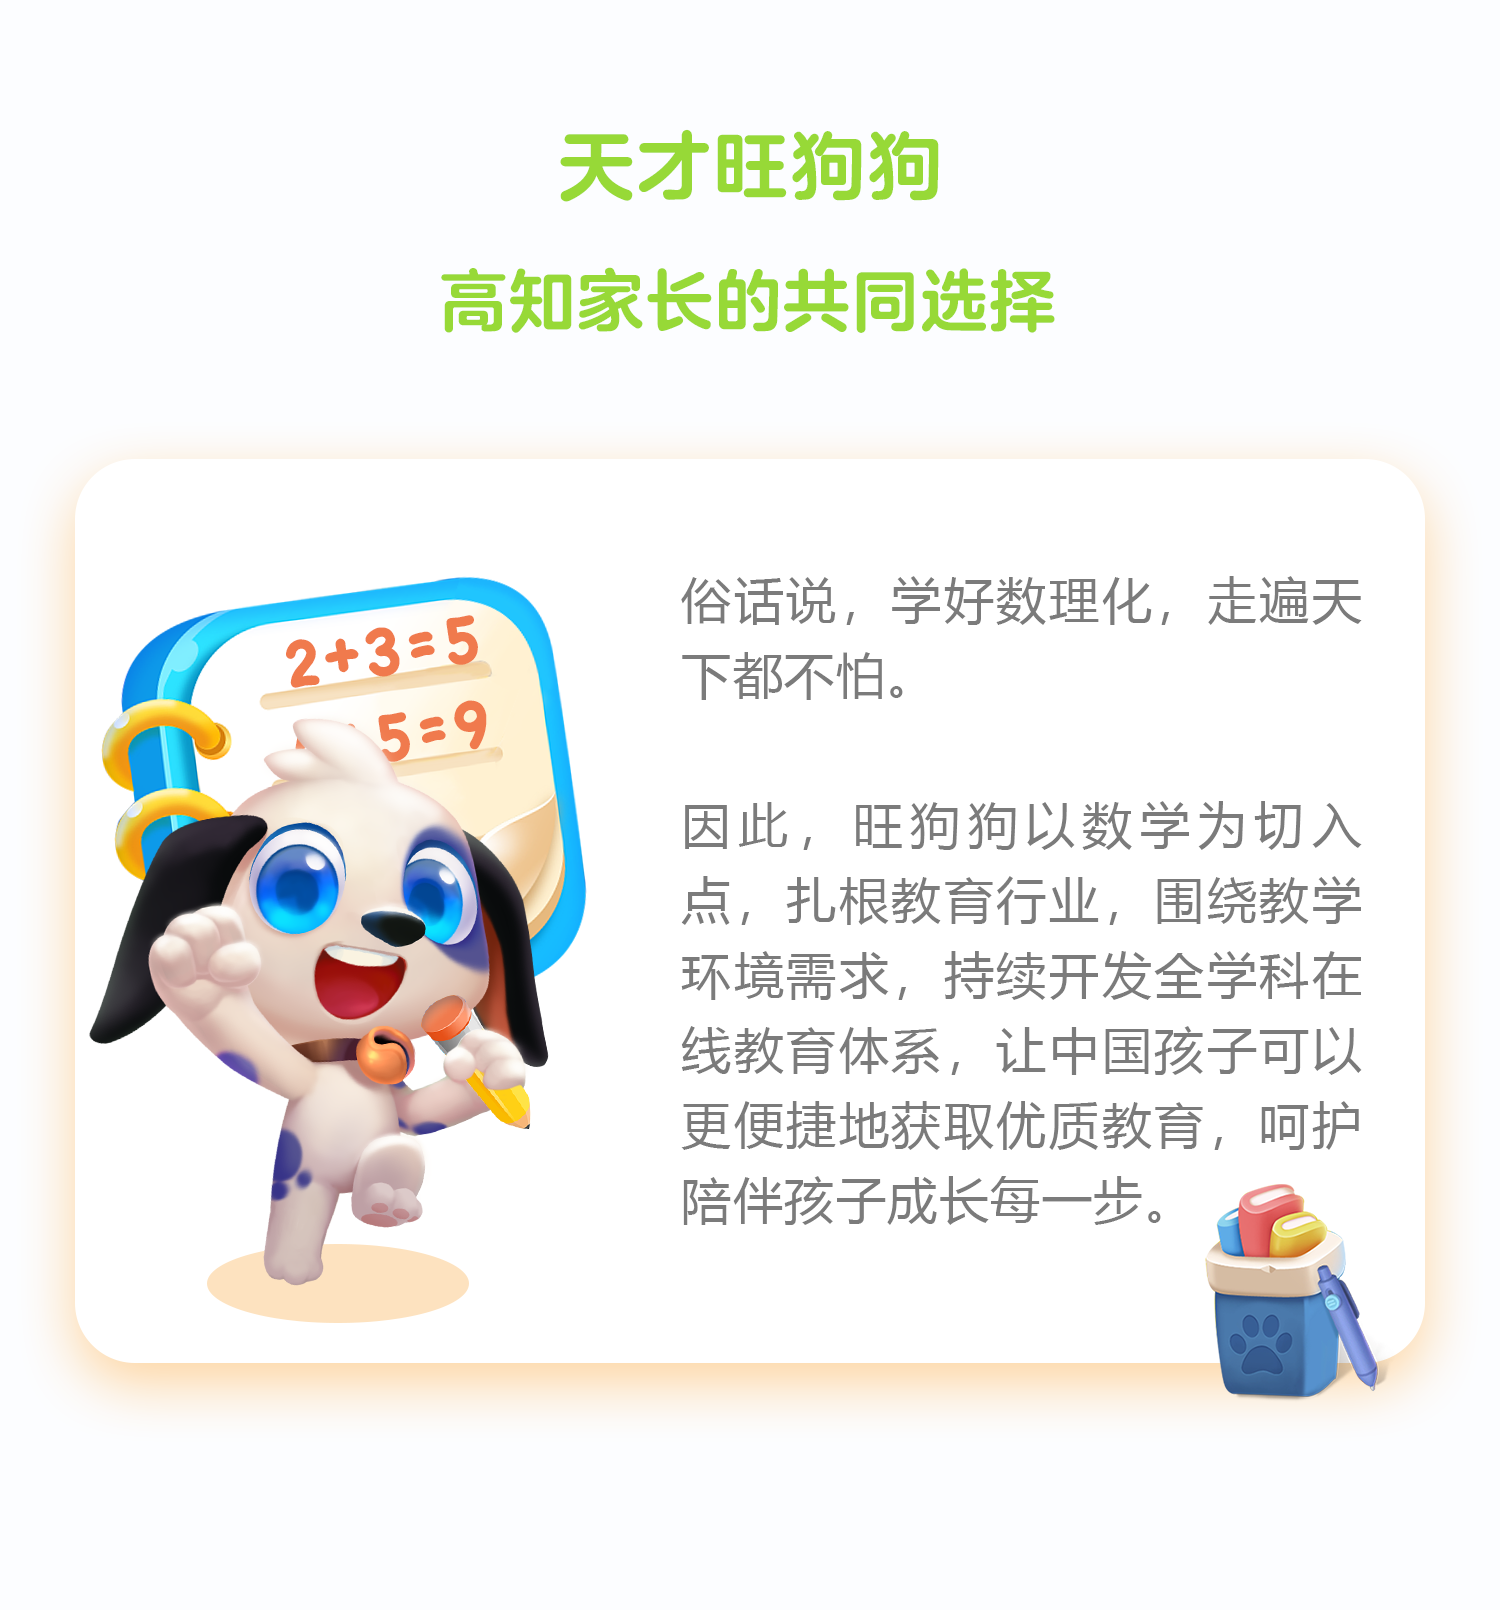 天才旺狗狗
高知家长的共同选择
2+3=5
5=9
俗话说，学好数理化，走遍天
下都不怕。
因此，旺狗狗以数学为切入
点，扎根教育行业，围绕教学
环境需求，持续开发全学科在
线教育体系，让中国孩子可以
更便捷地获取优质教育，呵护
陪伴孩子成长每一步。